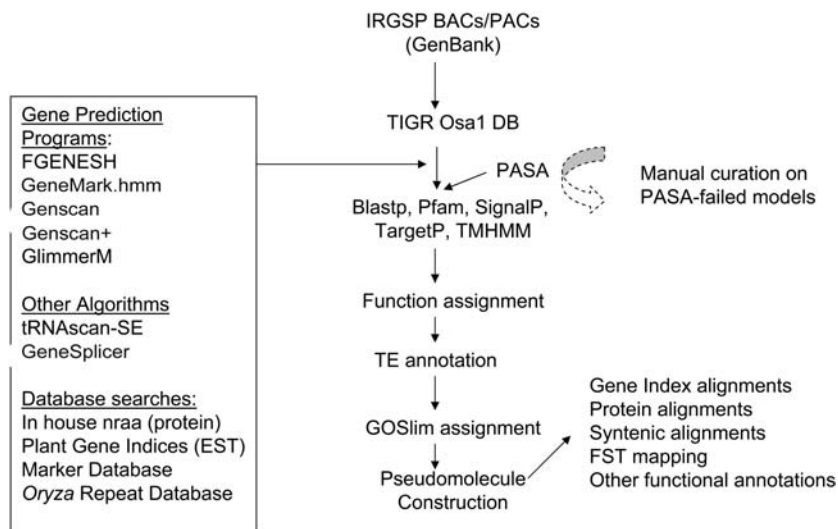 IRGSP BACs/PACs
(GenBank)
TIGR Osa1 DB
PASA
Manual curation on
PASA-failed models
Blastp, Pfam, SignalP,
TargetP, TMHMM
Function assignment
TE annotation
GOSlim assignment
Pseudomolecule
Construction
Gene Prediction
Programs:
FGENESH
GeneMark.hmm
Genscan
Genscan+
GlimmerM
Other Algorithms
tRNAscan-SE
GeneSplicer
Database searches:
In house nraa (protein)
Plant Gene Indices (EST)
Marker Database
Oryza Repeat Database
Gene Index alignments
Protein alignments
Syntenic alignments
FST mapping
Other functional annotations